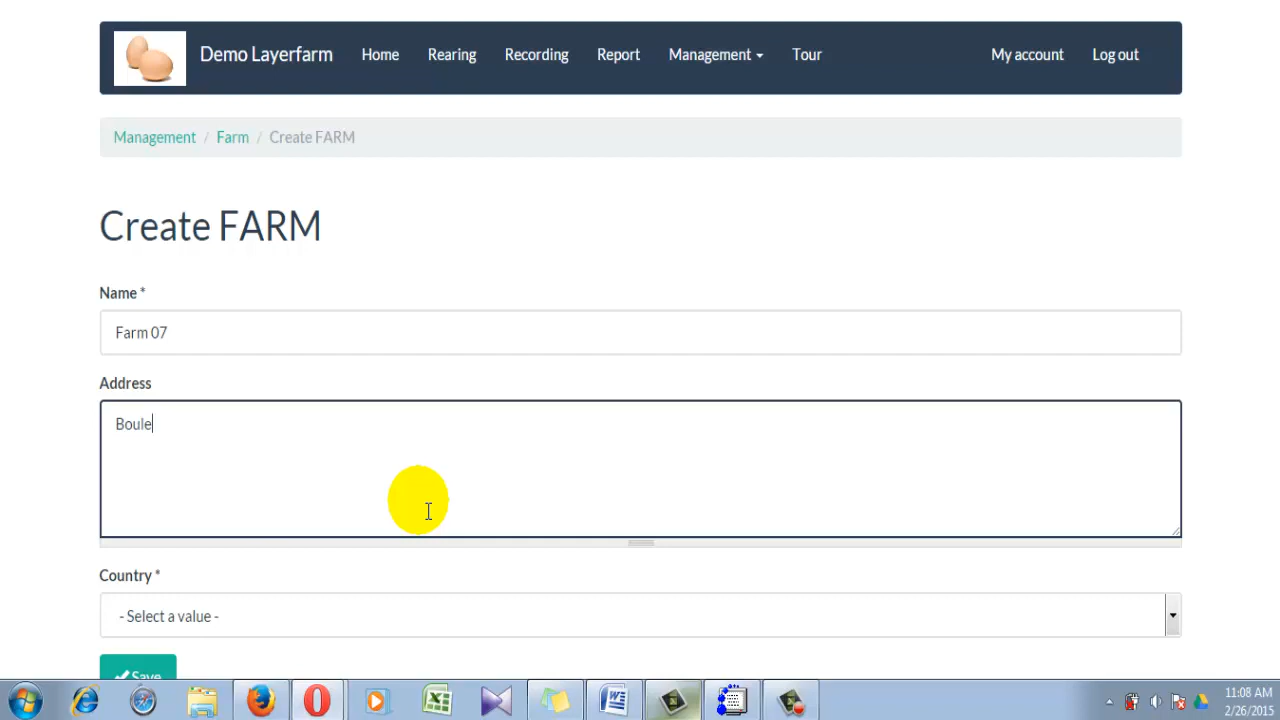 Demo Layerfarm Home Rearing Recording Report Management Tour My account Log out
Management / Farm / Create FARM
Create FARM
Name *
Farm 07
Address
Boule
Country *
- Select a value -
Save
11:08 AM
2/26/2015